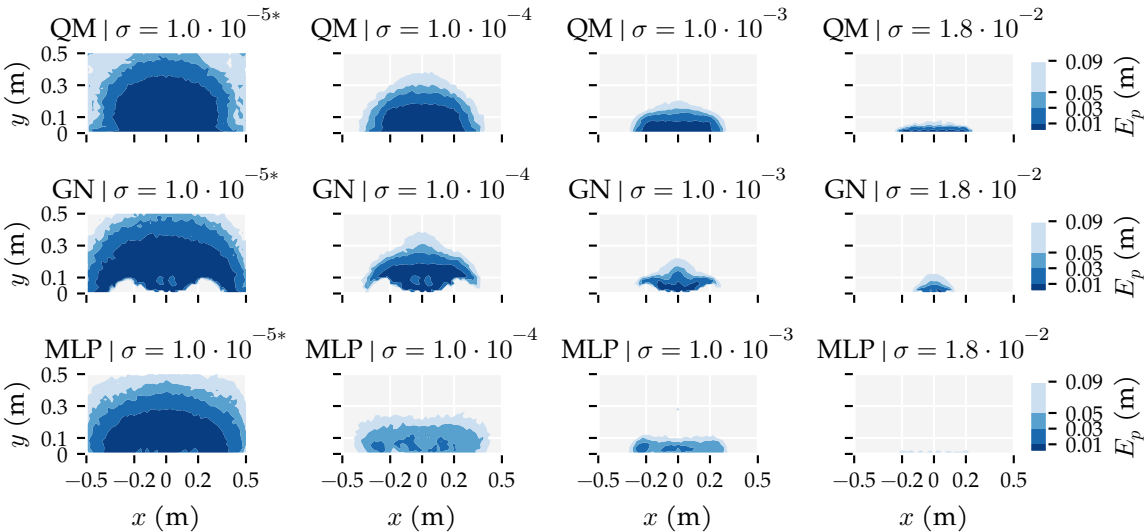 QM | σ = 1.0 · 10⁻⁵* QM | σ = 1.0 · 10⁻⁴ QM | σ = 1.0 · 10⁻³ QM | σ = 1.8 · 10⁻²
0.5
0.3
0.1
0
y (m)
0.09
0.05
0.03
0.01
E_p (m)
GN | σ = 1.0 · 10⁻⁵* GN | σ = 1.0 · 10⁻⁴ GN | σ = 1.0 · 10⁻³ GN | σ = 1.8 · 10⁻²
0.5
0.3
0.1
0
y (m)
0.09
0.05
0.03
0.01
E_p (m)
MLP | σ = 1.0 · 10⁻⁵* MLP | σ = 1.0 · 10⁻⁴ MLP | σ = 1.0 · 10⁻³ MLP | σ = 1.8 · 10⁻²
0.5
0.3
0.1
0
y (m)
0.09
0.05
0.03
0.01
E_p (m)
−0.5 −0.2 0 0.2 0.5 −0.5 −0.2 0 0.2 0.5 −0.5 −0.2 0 0.2 0.5 −0.5 −0.2 0 0.2 0.5
x (m) x (m) x (m) x (m)